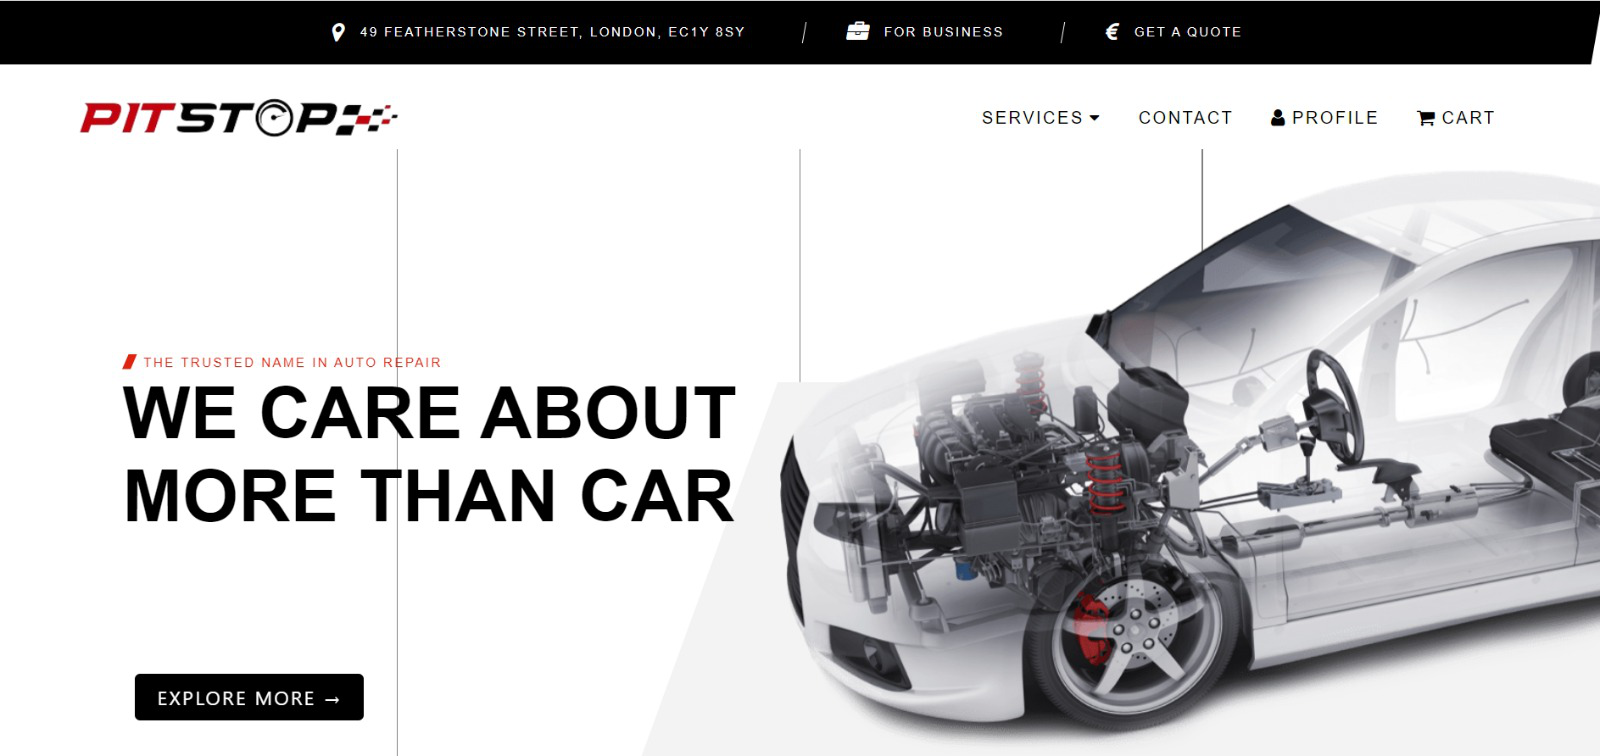 49 FEATHERSTONE STREET, LONDON, EC1Y 8SY
FOR BUSINESS
€ GET A QUOTE
PITSTOP
SERVICES
CONTACT
PROFILE
CART
THE TRUSTED NAME IN AUTO REPAIR
WE CARE ABOUT
MORE THAN CAR
EXPLORE MORE →